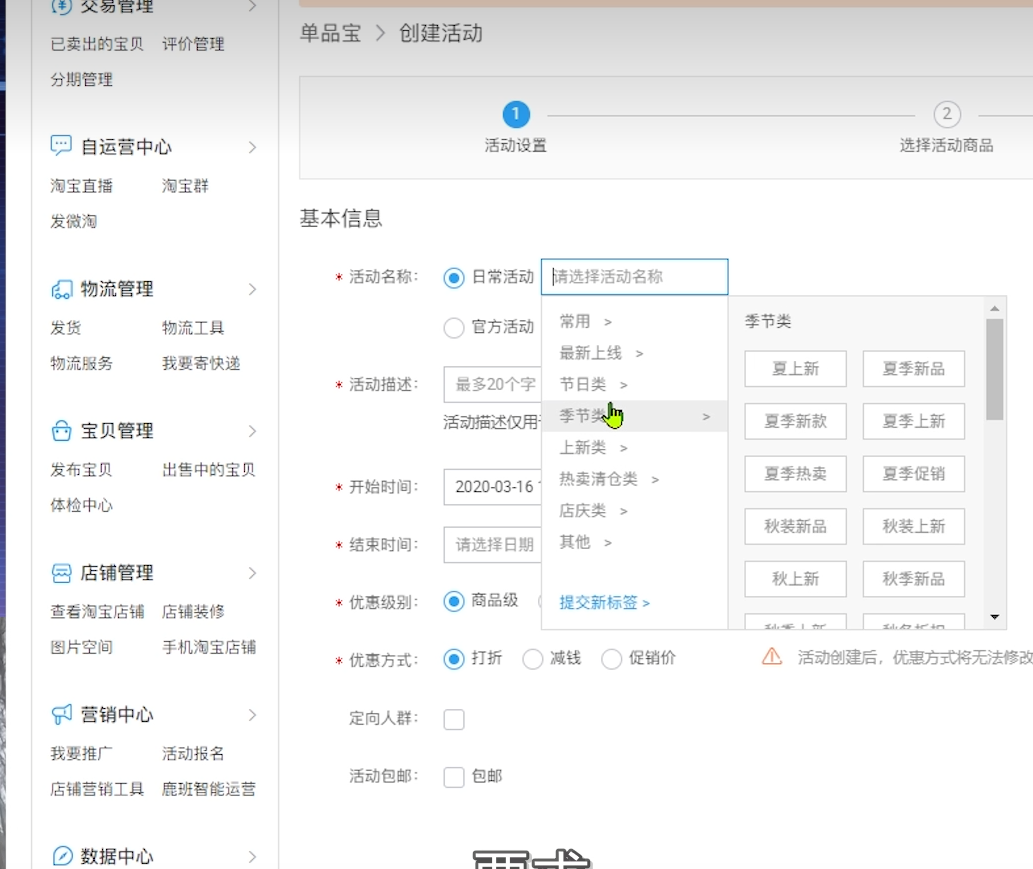 交易管理
已卖出的宝贝 评价管理
分期管理
自运营中心
淘宝直播 淘宝群
发微淘
物流管理
发货 物流工具
物流服务 我要寄快递
宝贝管理
发布宝贝 出售中的宝贝
体检中心
店铺管理
查看淘宝店铺 店铺装修
图片空间 手机淘宝店铺
营销中心
我要推广 活动报名
店铺营销工具 鹿班智能运营
数据中心
单品宝 > 创建活动
1 2
活动设置 选择活动商品
基本信息
* 活动名称: 日常活动 请选择活动名称
官方活动
常用 >
最新上线 >
节日类 >
季节类 >
上新类 >
热卖清仓类 >
店庆类 >
其他 >
提交新标签 >
季节类
夏上新 夏季新品
夏季新款 夏季上新
夏季热卖 夏季促销
秋装新品 秋装上新
秋上新 秋季新品
* 活动描述: 最多20个字
活动描述仅用
* 开始时间: 2020-03-16
* 结束时间: 请选择日期
* 优惠级别: 商品级
* 优惠方式: 打折 减钱 促销价 活动创建后，优惠方式将无法修改
定向人群:
活动包邮: 包邮